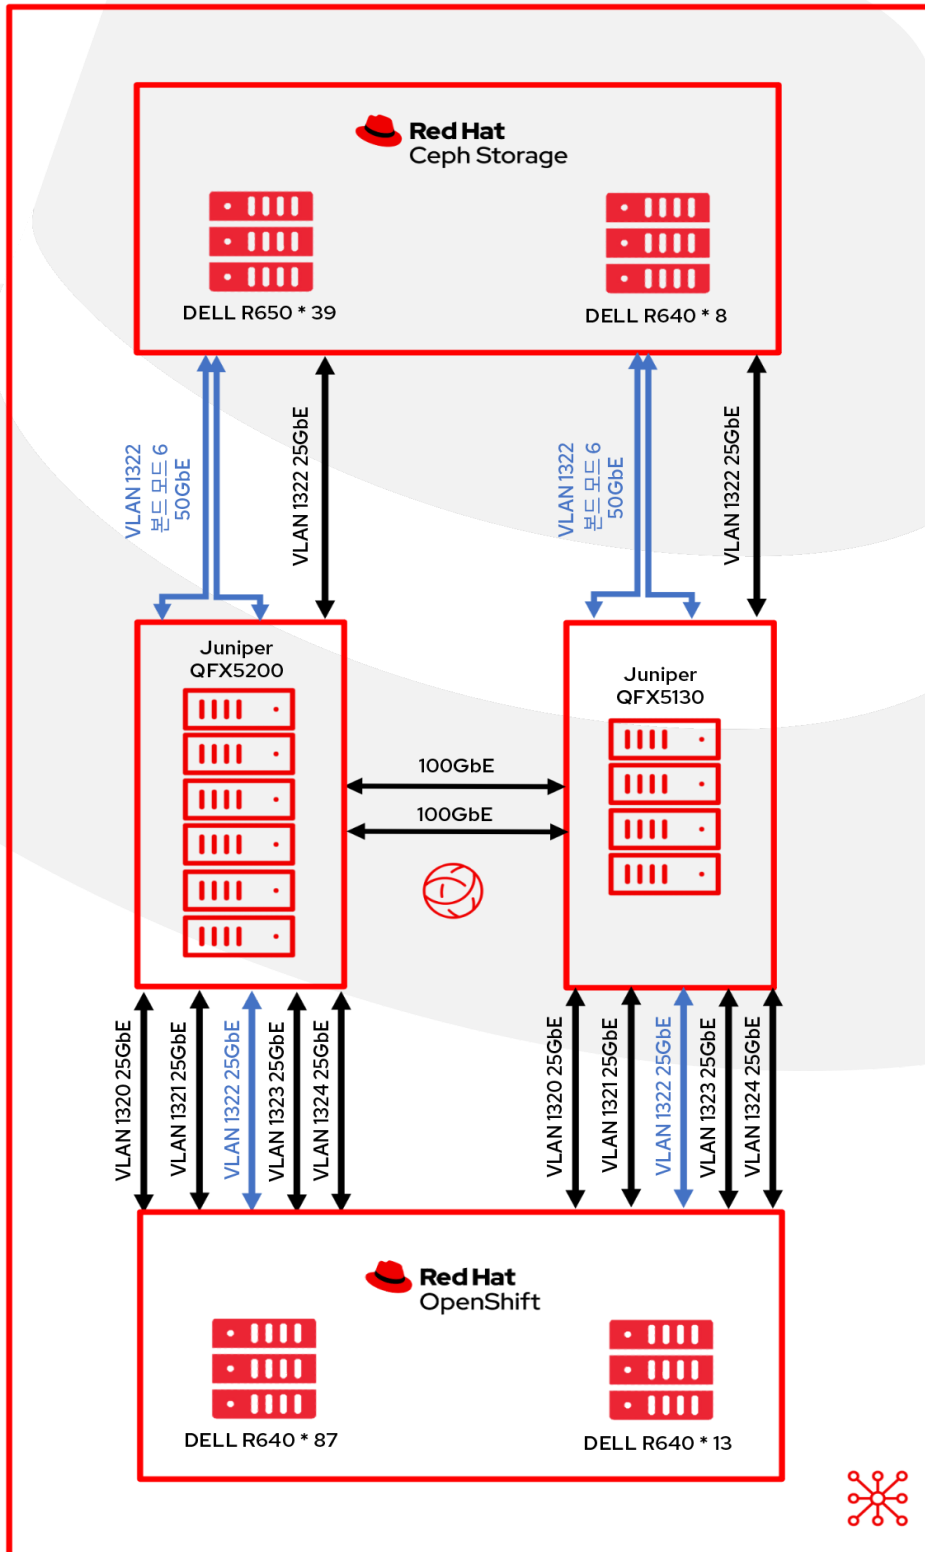 Red Hat
Ceph Storage
DELL R650 * 39
DELL R640 * 8
VLAN 1322
본드 모드 6
50GbE
VLAN 1322 25GbE
VLAN 1322
본드 모드 6
50GbE
VLAN 1322 25GbE
Juniper
QFX5200
Juniper
QFX5130
100GbE
100GbE
VLAN 1320 25GbE
VLAN 1321 25GbE
VLAN 1322 25GbE
VLAN 1323 25GbE
VLAN 1324 25GbE
VLAN 1320 25GbE
VLAN 1321 25GbE
VLAN 1322 25GbE
VLAN 1323 25GbE
VLAN 1324 25GbE
Red Hat
OpenShift
DELL R640 * 87
DELL R640 * 13